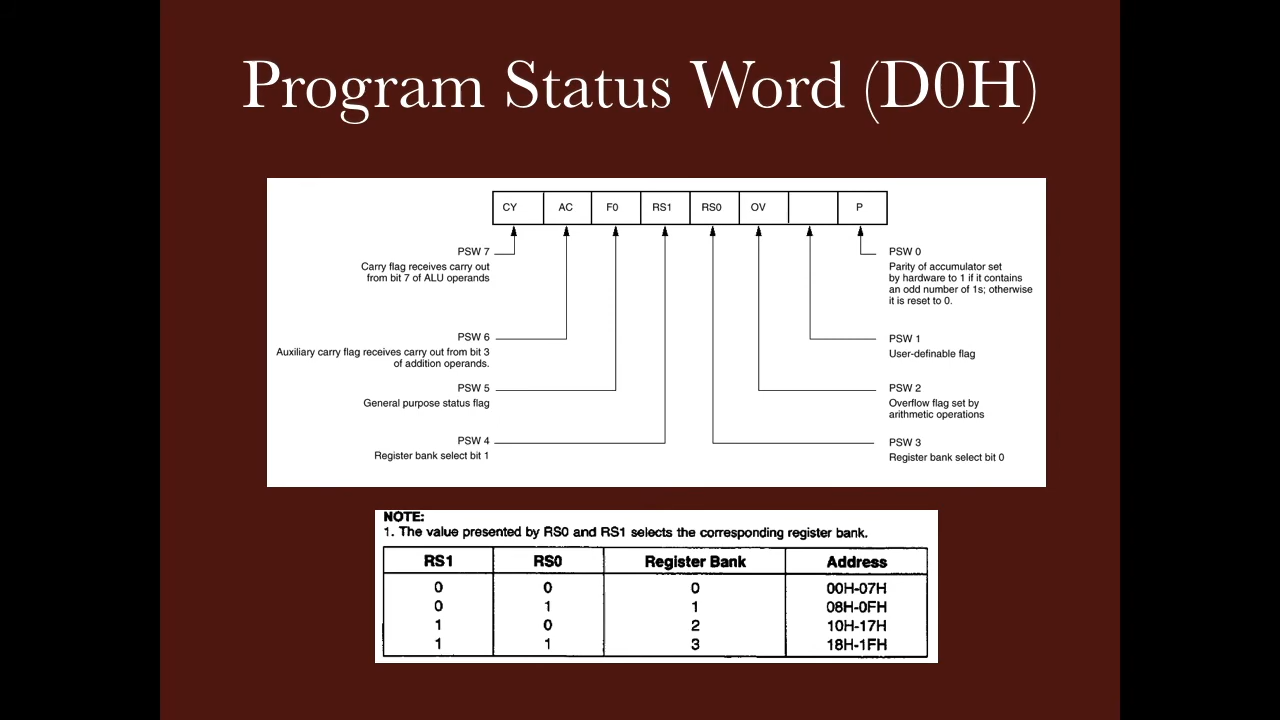 Program Status Word (D0H)
CY AC F0 RS1 RS0 OV P
PSW 7
Carry flag receives carry out
from bit 7 of ALU operands
PSW 6
Auxiliary carry flag receives carry out from bit 3
of addition operands.
PSW 5
General purpose status flag
PSW 4
Register bank select bit 1
PSW 0
Parity of accumulator set
by hardware to 1 if it contains
an odd number of 1s; otherwise
it is reset to 0.
PSW 1
User-definable flag
PSW 2
Overflow flag set by
arithmetic operations
PSW 3
Register bank select bit 0
NOTE:
1. The value presented by RS0 and RS1 selects the corresponding register bank.
RS1 RS0 Register Bank Address
0 0 0 00H-07H
0 1 1 08H-0FH
1 0 2 10H-17H
1 1 3 18H-1FH